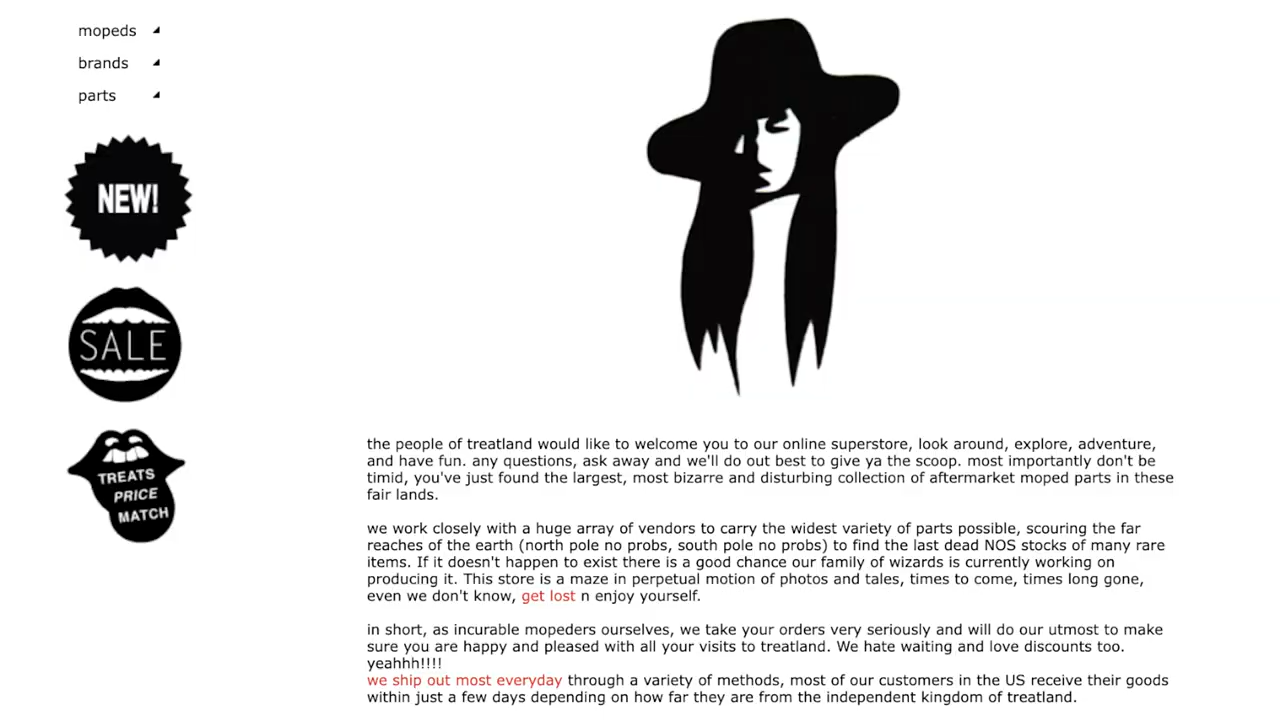 mopeds
brands
parts
NEW!
SALE
TREATS
PRICE
MATCH
the people of treatland would like to welcome you to our online superstore, look around, explore, adventure,
and have fun. any questions, ask away and we'll do out best to give ya the scoop. most importantly don't be
timid, you've just found the largest, most bizarre and disturbing collection of aftermarket moped parts in these
fair lands.
we work closely with a huge array of vendors to carry the widest variety of parts possible, scouring the far
reaches of the earth (north pole no probs, south pole no probs) to find the last dead NOS stocks of many rare
items. If it doesn't happen to exist there is a good chance our family of wizards is currently working on
producing it. This store is a maze in perpetual motion of photos and tales, times to come, times long gone,
even we don't know, get lost n enjoy yourself.
in short, as incurable mopeders ourselves, we take your orders very seriously and will do our utmost to make
sure you are happy and pleased with all your visits to treatland. We hate waiting and love discounts too.
yeahhh!!!!
we ship out most everyday through a variety of methods, most of our customers in the US receive their goods
within just a few days depending on how far they are from the independent kingdom of treatland.